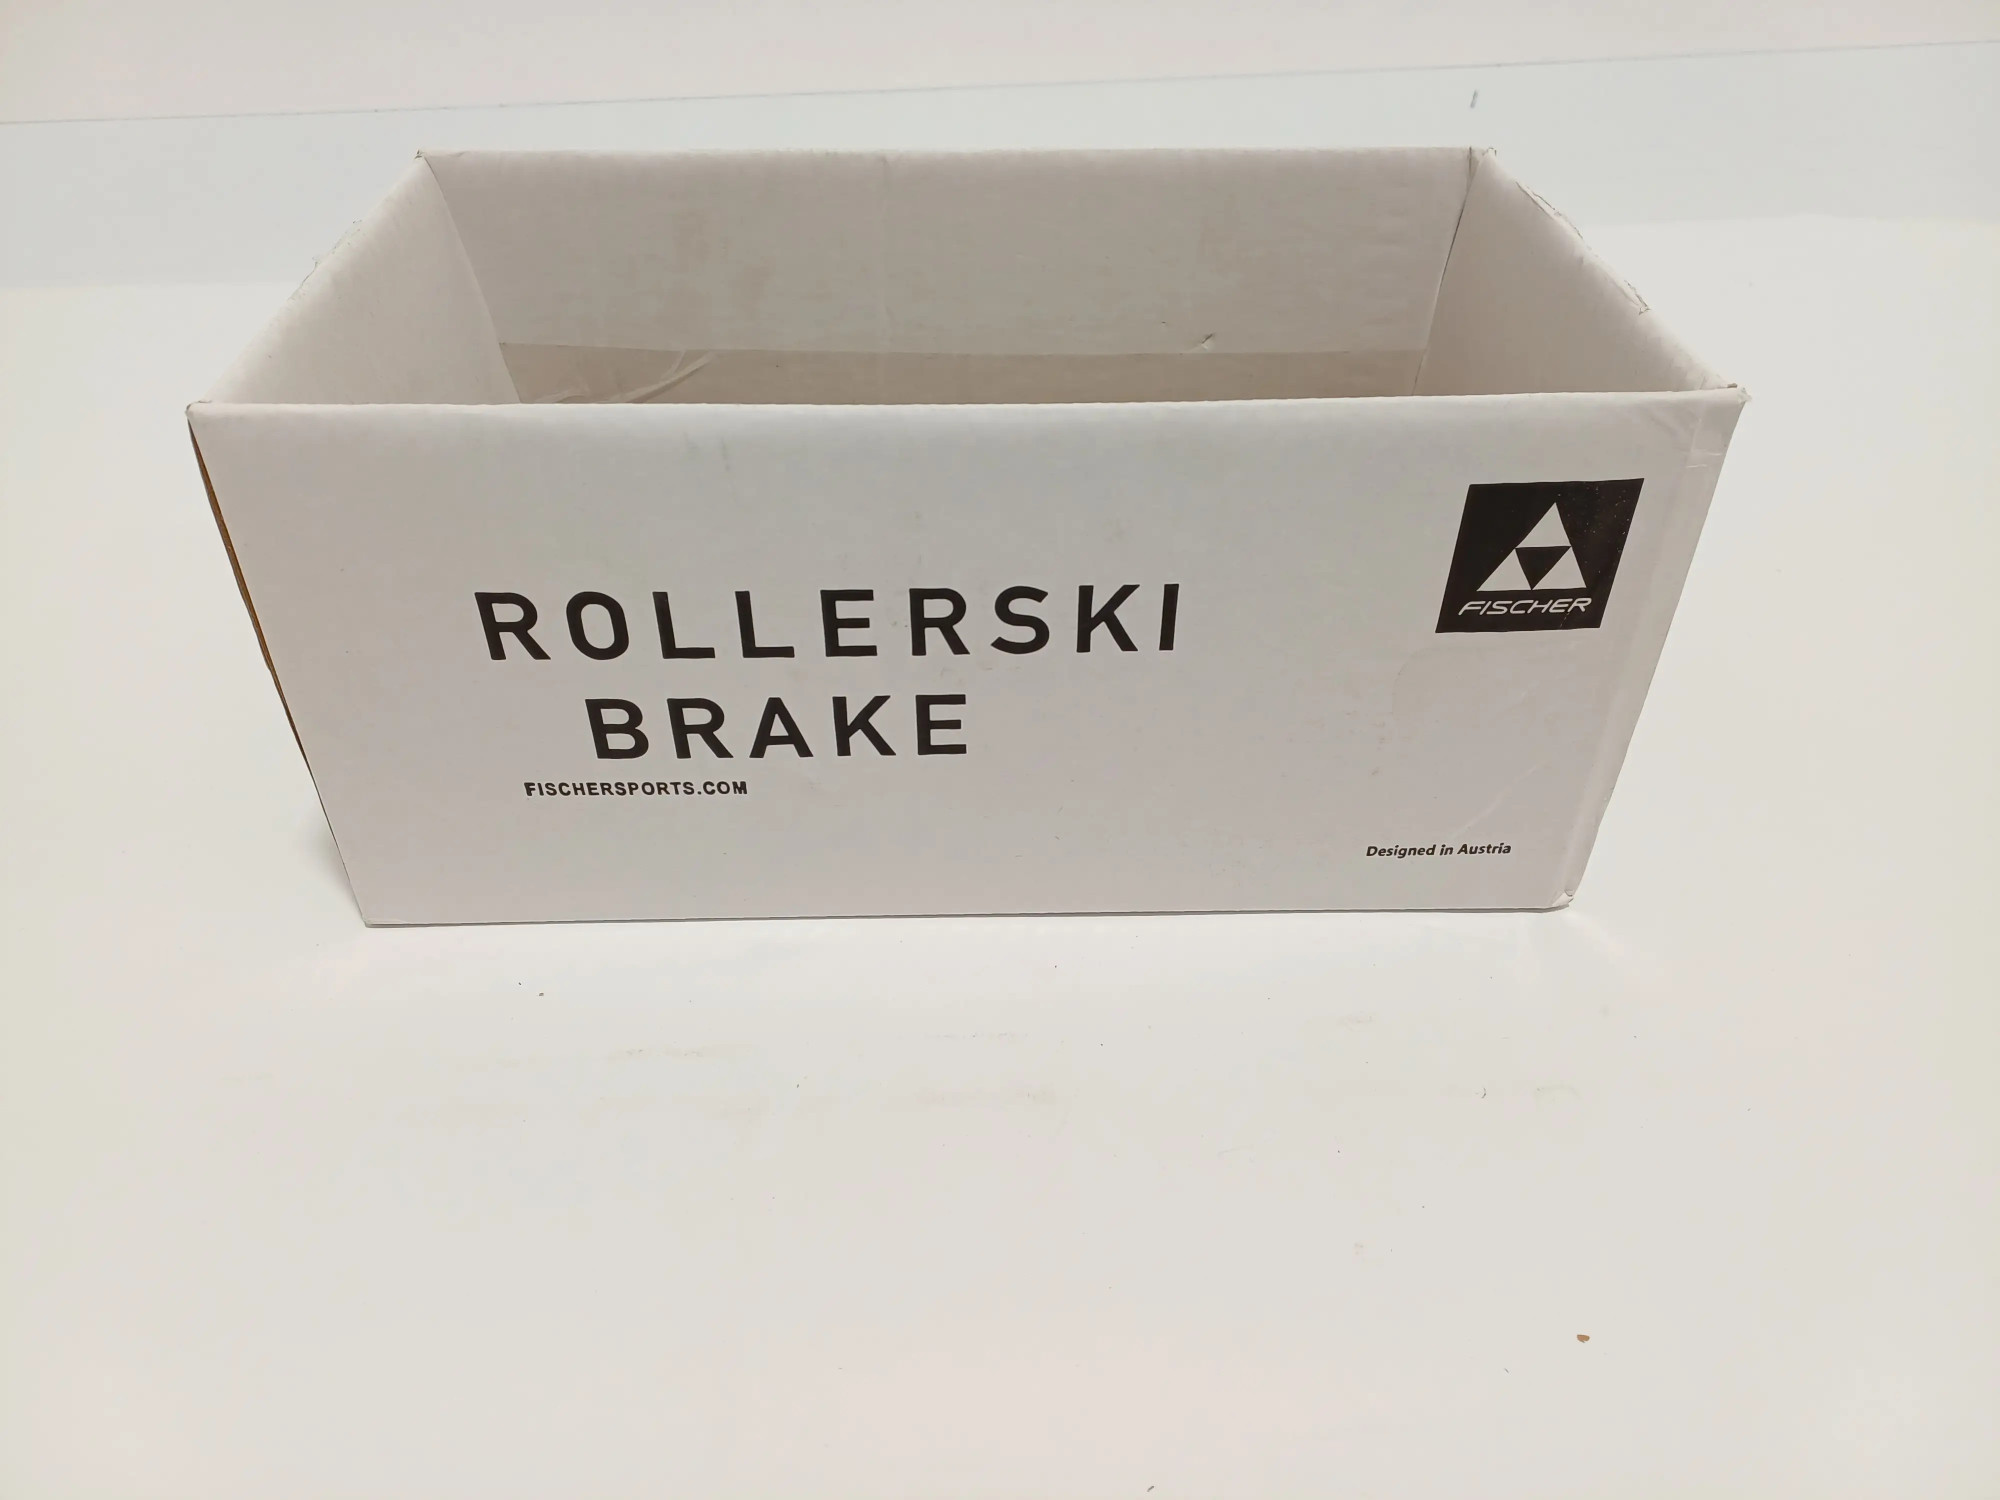 FISCHER
ROLLERSKI
BRAKE
FISCHERSPORTS.COM
Designed in Austria